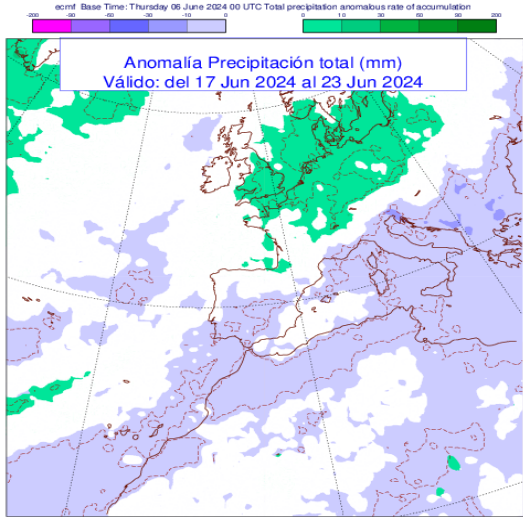 ecmf Base Time: Thursday 06 June 2024 00 UTC Total precipitation anomalous rate of accumulation
-200 -90 -60 -30 -10 0 0 10 30 60 90 200
Anomalía Precipitación total (mm)
Válido: del 17 Jun 2024 al 23 Jun 2024